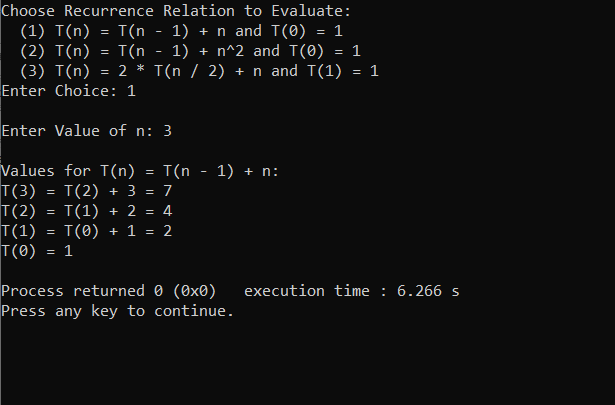 Choose Recurrence Relation to Evaluate:
  (1) T(n) = T(n - 1) + n and T(0) = 1
  (2) T(n) = T(n - 1) + n^2 and T(0) = 1
  (3) T(n) = 2 * T(n / 2) + n and T(1) = 1
Enter Choice: 1

Enter Value of n: 3

Values for T(n) = T(n - 1) + n:
T(3) = T(2) + 3 = 7
T(2) = T(1) + 2 = 4
T(1) = T(0) + 1 = 2
T(0) = 1

Process returned 0 (0x0)   execution time : 6.266 s
Press any key to continue.